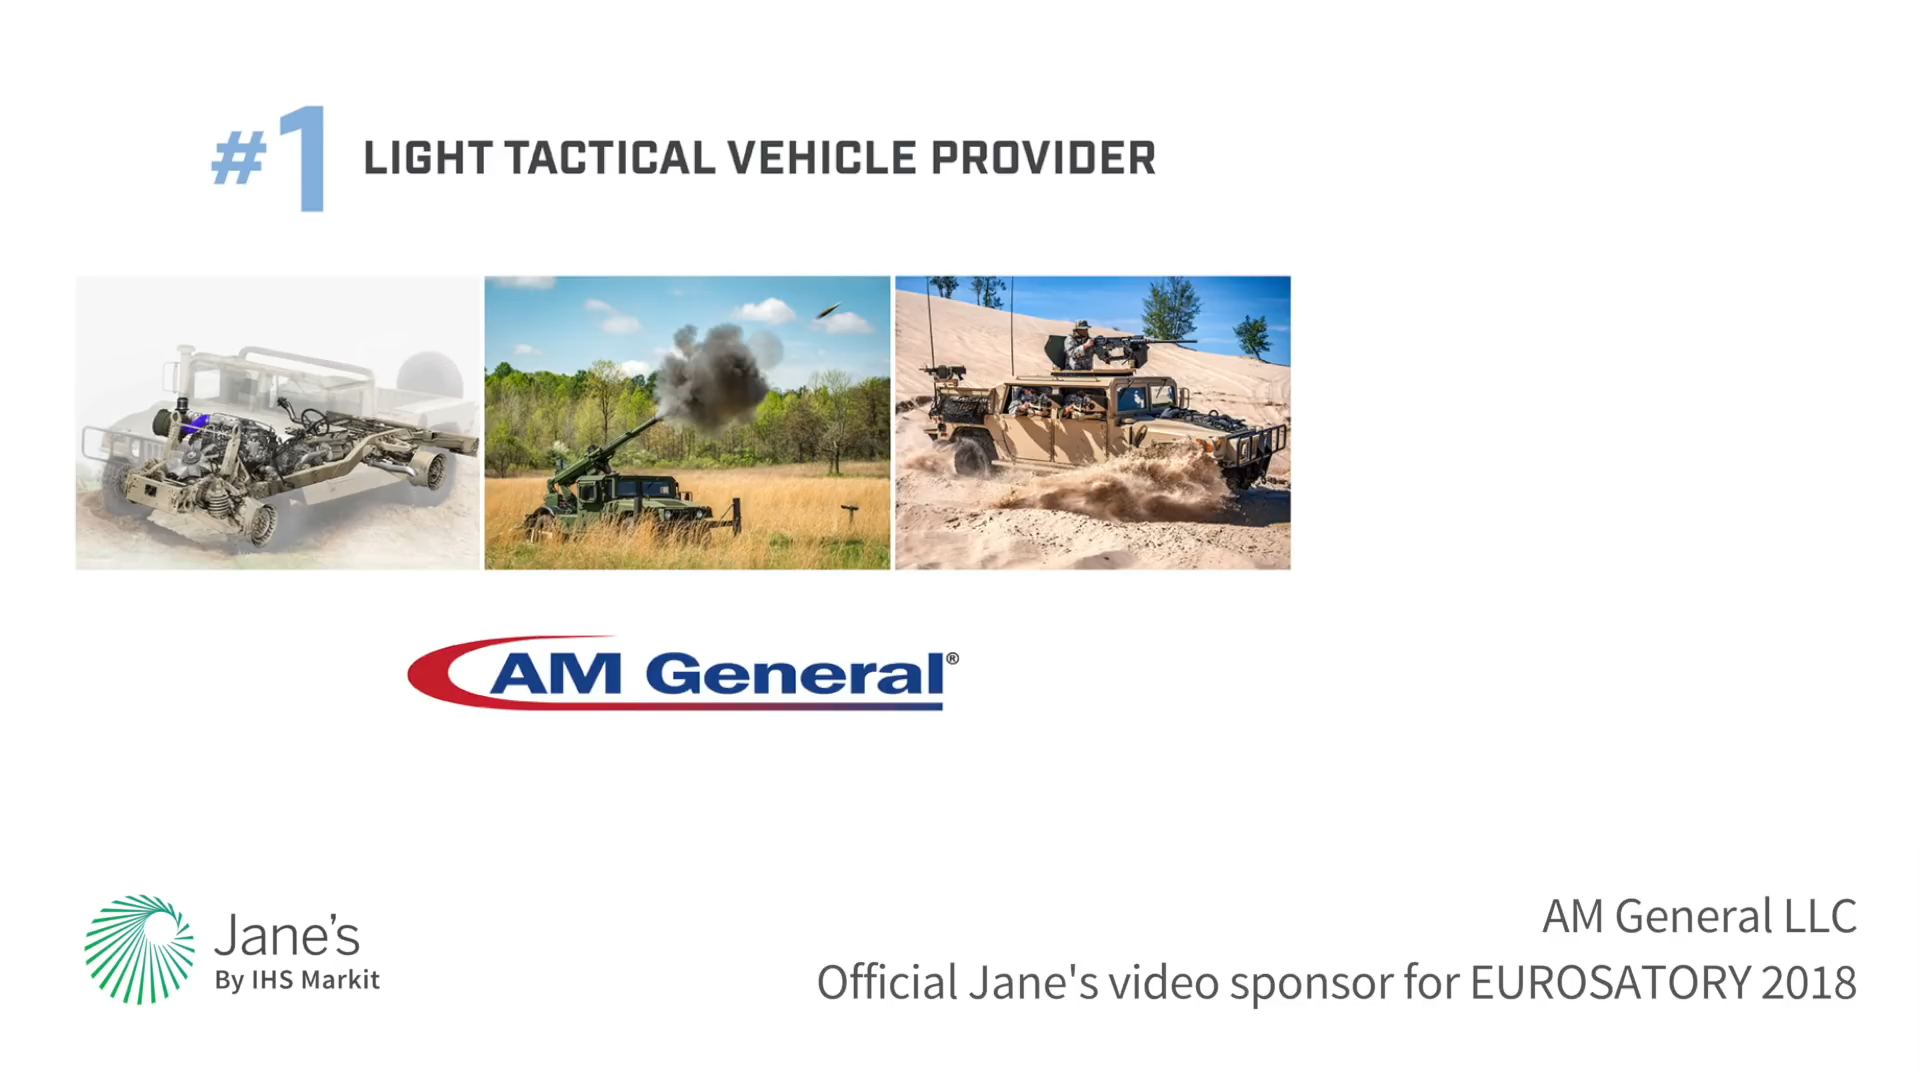 #1 LIGHT TACTICAL VEHICLE PROVIDER
AM General®
Jane's
By IHS Markit
AM General LLC
Official Jane's video sponsor for EUROSATORY 2018